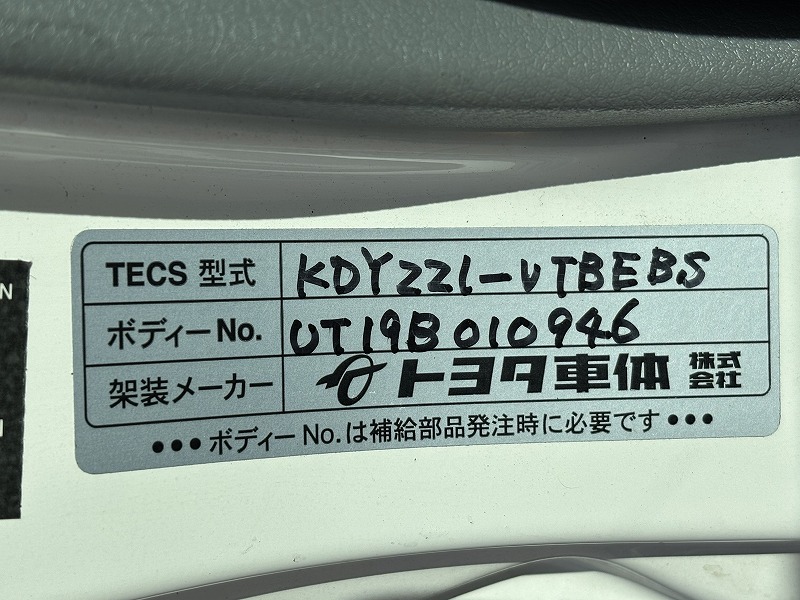 TECS 型式 KDY221-UTBEBS
ボディーNo. UT19B010946
架装メーカー トヨタ車体 株式会社
•••ボディーNo.は補給部品発注時に必要です•••
N